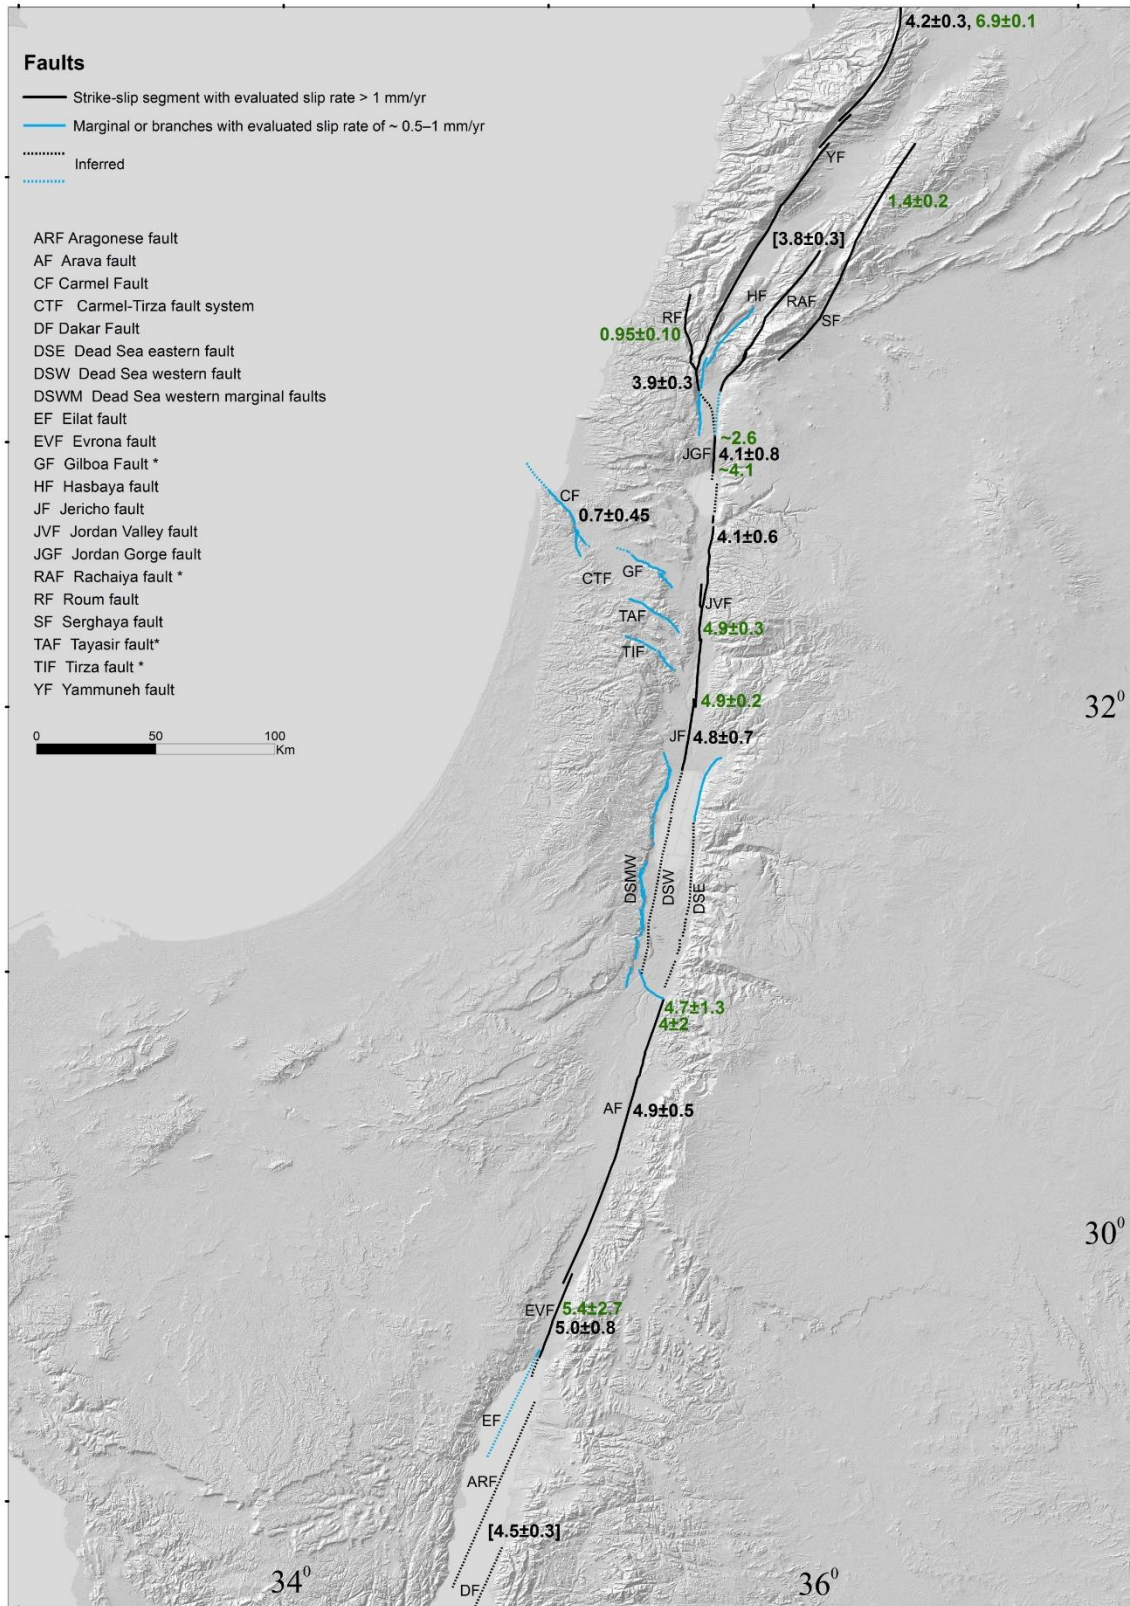 4.2±0.3, 6.9±0.1
Faults
Strike-slip segment with evaluated slip rate > 1 mm/yr
Marginal or branches with evaluated slip rate of ~ 0.5–1 mm/yr
Inferred
ARF Aragonese fault
AF Arava fault
CF Carmel Fault
CTF Carmel-Tirza fault system
DF Dakar Fault
DSE Dead Sea eastern fault
DSW Dead Sea western fault
DSWM Dead Sea western marginal faults
EF Eilat fault
EVF Evrona fault
GF Gilboa Fault *
HF Hasbaya fault
JF Jericho fault
JVF Jordan Valley fault
JGF Jordan Gorge fault
RAF Rachaiya fault *
RF Roum fault
SF Serghaya fault
TAF Tayasir fault*
TIF Tirza fault *
YF Yammuneh fault
0 50 100
Km
YF
1.4±0.2
[3.8±0.3]
HF
RAF
RF
SF
0.95±0.10
3.9±0.3
~2.6
JGF 4.1±0.8
~4.1
CF
0.7±0.45
4.1±0.6
CTF
GF
JVF
TAF
4.9±0.3
TIF
4.9±0.2
32⁰
JF 4.8±0.7
DSMW
DSW
DSE
4.7±1.3
4±2
AF 4.9±0.5
30⁰
EVF 5.4±2.7
5.0±0.8
EF
ARF
[4.5±0.3]
34⁰
DF
36⁰